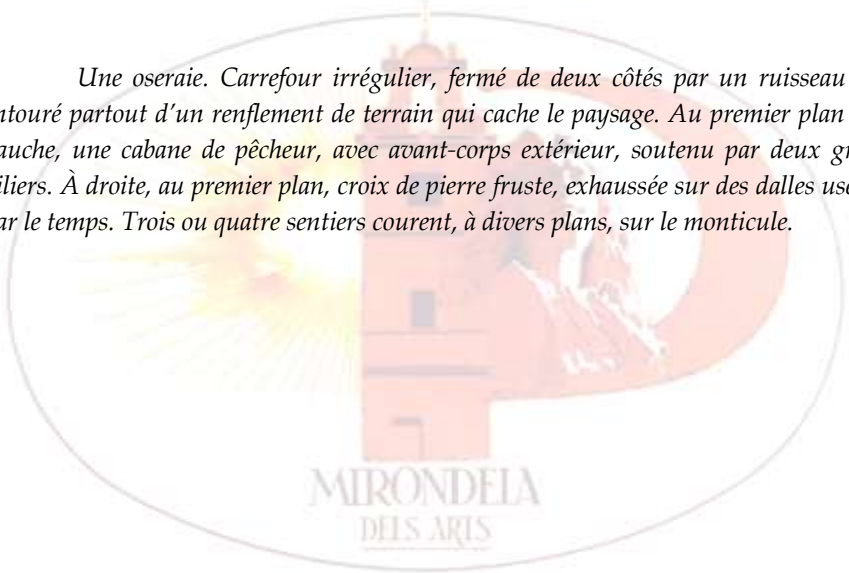 Une oseraie. Carrefour irrégulier, fermé de deux côtés par un ruisseau
ntouré partout d’un renflement de terrain qui cache le paysage. Au premier plan
auche, une cabane de pêcheur, avec avant-corps extérieur, soutenu par deux gr
iliers. À droite, au premier plan, croix de pierre fruste, exhaussée sur des dalles use
ar le temps. Trois ou quatre sentiers courent, à divers plans, sur le monticule.
MIRONDELA
DELS ARTS